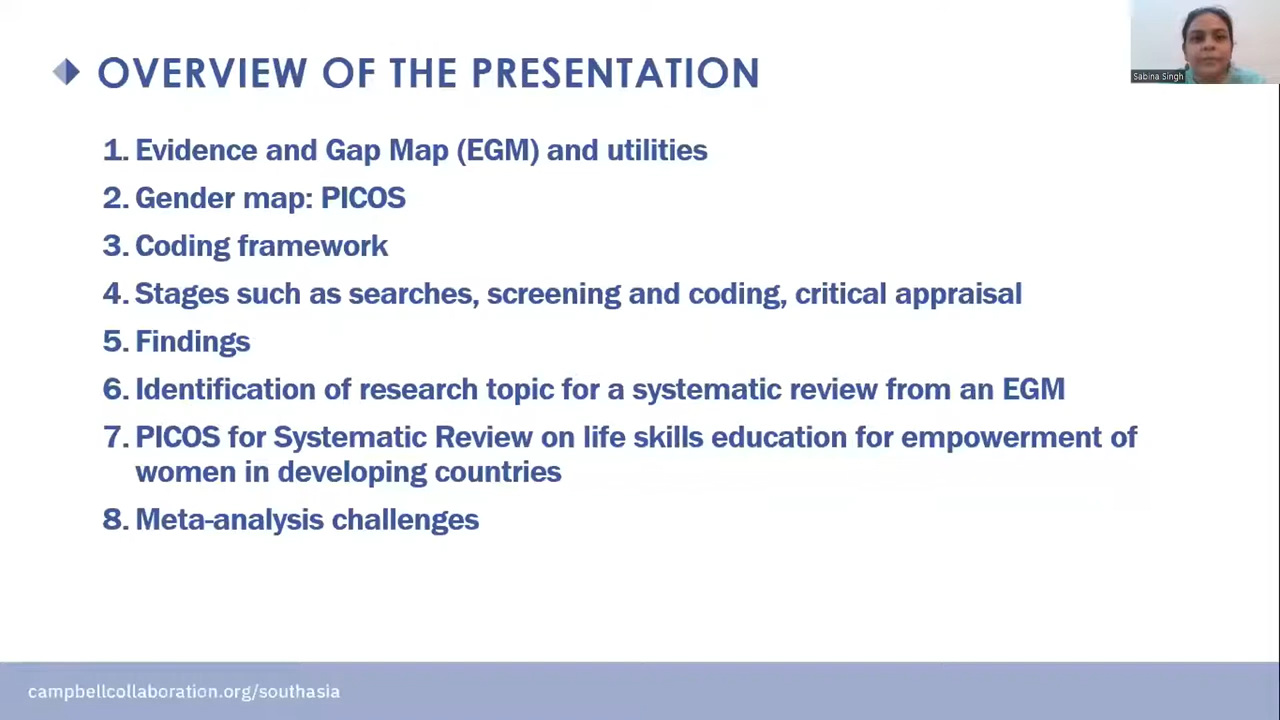 OVERVIEW OF THE PRESENTATION
Sabina Singh
1. Evidence and Gap Map (EGM) and utilities
2. Gender map: PICOS
3. Coding framework
4. Stages such as searches, screening and coding, critical appraisal
5. Findings
6. Identification of research topic for a systematic review from an EGM
7. PICOS for Systematic Review on life skills education for empowerment of
women in developing countries
8. Meta-analysis challenges
campbellcollaboration.org/southasia